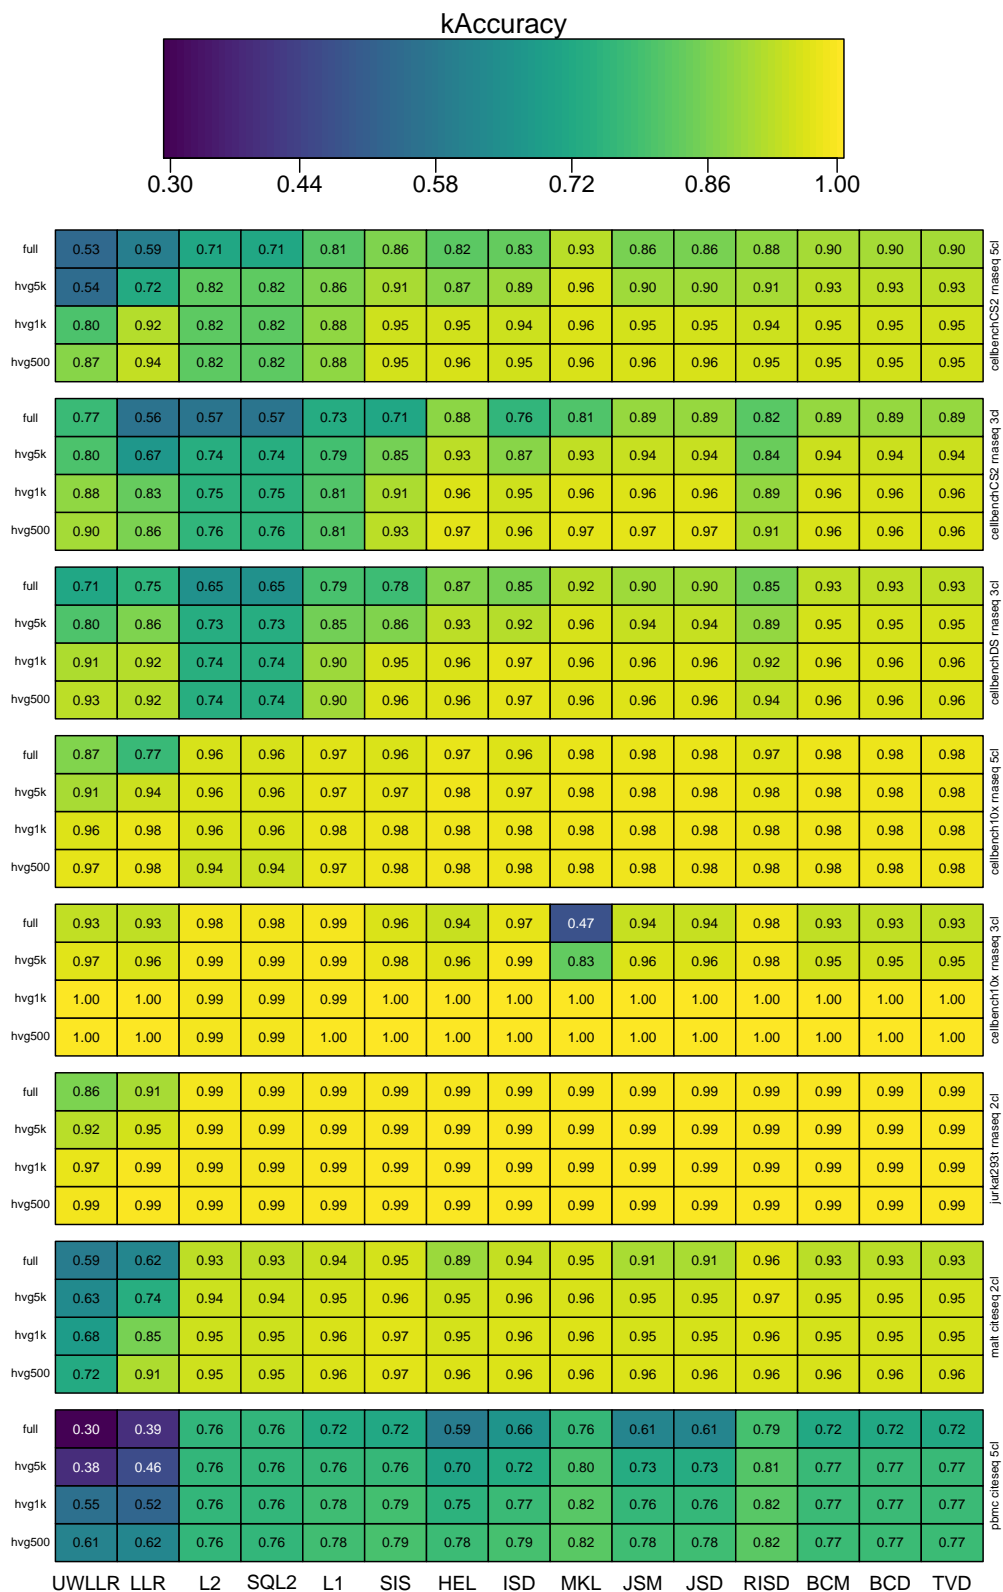 kAccuracy
0.30 0.44 0.58 0.72 0.86 1.00
full 0.53 0.59 0.71 0.71 0.81 0.86 0.82 0.83 0.93 0.86 0.86 0.88 0.90 0.90 0.90
hvg5k 0.54 0.72 0.82 0.82 0.86 0.91 0.87 0.89 0.96 0.90 0.90 0.91 0.93 0.93 0.93
hvg1k 0.80 0.92 0.82 0.82 0.88 0.95 0.95 0.94 0.96 0.95 0.95 0.94 0.95 0.95 0.95
hvg500 0.87 0.94 0.82 0.82 0.88 0.95 0.96 0.95 0.96 0.96 0.96 0.95 0.95 0.95 0.95
cellbenchCS2 rnaseq 5cl
full 0.77 0.56 0.57 0.57 0.73 0.71 0.88 0.76 0.81 0.89 0.89 0.82 0.89 0.89 0.89
hvg5k 0.80 0.67 0.74 0.74 0.79 0.85 0.93 0.87 0.93 0.94 0.94 0.84 0.94 0.94 0.94
hvg1k 0.88 0.83 0.75 0.75 0.81 0.91 0.96 0.95 0.96 0.96 0.96 0.89 0.96 0.96 0.96
hvg500 0.90 0.86 0.76 0.76 0.81 0.93 0.97 0.96 0.97 0.97 0.97 0.91 0.96 0.96 0.96
cellbenchCS2 rnaseq 3cl
full 0.71 0.75 0.65 0.65 0.79 0.78 0.87 0.85 0.92 0.90 0.90 0.85 0.93 0.93 0.93
hvg5k 0.80 0.86 0.73 0.73 0.85 0.86 0.93 0.92 0.96 0.94 0.94 0.89 0.95 0.95 0.95
hvg1k 0.91 0.92 0.74 0.74 0.90 0.95 0.96 0.97 0.96 0.96 0.96 0.92 0.96 0.96 0.96
hvg500 0.93 0.92 0.74 0.74 0.90 0.96 0.96 0.97 0.96 0.96 0.96 0.94 0.96 0.96 0.96
cellbenchDS rnaseq 3cl
full 0.87 0.77 0.96 0.96 0.97 0.96 0.97 0.96 0.98 0.98 0.98 0.97 0.98 0.98 0.98
hvg5k 0.91 0.94 0.96 0.96 0.97 0.97 0.98 0.97 0.98 0.98 0.98 0.98 0.98 0.98 0.98
hvg1k 0.96 0.98 0.96 0.96 0.98 0.98 0.98 0.98 0.98 0.98 0.98 0.98 0.98 0.98 0.98
hvg500 0.97 0.98 0.94 0.94 0.97 0.98 0.98 0.98 0.98 0.98 0.98 0.98 0.98 0.98 0.98
cellbench10x rnaseq 5cl
full 0.93 0.93 0.98 0.98 0.99 0.96 0.94 0.97 0.47 0.94 0.94 0.98 0.93 0.93 0.93
hvg5k 0.97 0.96 0.99 0.99 0.99 0.98 0.96 0.99 0.83 0.96 0.96 0.98 0.95 0.95 0.95
hvg1k 1.00 1.00 0.99 0.99 0.99 1.00 1.00 1.00 1.00 1.00 1.00 1.00 1.00 1.00 1.00
hvg500 1.00 1.00 0.99 0.99 1.00 1.00 1.00 1.00 1.00 1.00 1.00 1.00 1.00 1.00 1.00
cellbench10x rnaseq 3cl
full 0.86 0.91 0.99 0.99 0.99 0.99 0.99 0.99 0.99 0.99 0.99 0.99 0.99 0.99 0.99
hvg5k 0.92 0.95 0.99 0.99 0.99 0.99 0.99 0.99 0.99 0.99 0.99 0.99 0.99 0.99 0.99
hvg1k 0.97 0.99 0.99 0.99 0.99 0.99 0.99 0.99 0.99 0.99 0.99 0.99 0.99 0.99 0.99
hvg500 0.99 0.99 0.99 0.99 0.99 0.99 0.99 0.99 0.99 0.99 0.99 0.99 0.99 0.99 0.99
jurkat293t rnaseq 2cl
full 0.59 0.62 0.93 0.93 0.94 0.95 0.89 0.94 0.95 0.91 0.91 0.96 0.93 0.93 0.93
hvg5k 0.63 0.74 0.94 0.94 0.95 0.96 0.95 0.96 0.96 0.95 0.95 0.97 0.95 0.95 0.95
hvg1k 0.68 0.85 0.95 0.95 0.96 0.97 0.95 0.96 0.96 0.95 0.95 0.96 0.95 0.95 0.95
hvg500 0.72 0.91 0.95 0.95 0.96 0.97 0.96 0.96 0.96 0.96 0.96 0.96 0.96 0.96 0.96
malt citeseq 2cl
full 0.30 0.39 0.76 0.76 0.72 0.72 0.59 0.66 0.76 0.61 0.61 0.79 0.72 0.72 0.72
hvg5k 0.38 0.46 0.76 0.76 0.76 0.76 0.70 0.72 0.80 0.73 0.73 0.81 0.77 0.77 0.77
hvg1k 0.55 0.52 0.76 0.76 0.78 0.79 0.75 0.77 0.82 0.76 0.76 0.82 0.77 0.77 0.77
hvg500 0.61 0.62 0.76 0.76 0.78 0.79 0.78 0.79 0.82 0.78 0.78 0.82 0.77 0.77 0.77
pbmc citeseq 5cl
UWLLR LLR L2 SQL2 L1 SIS HEL ISD MKL JSM JSD RISD BCM BCD TVD